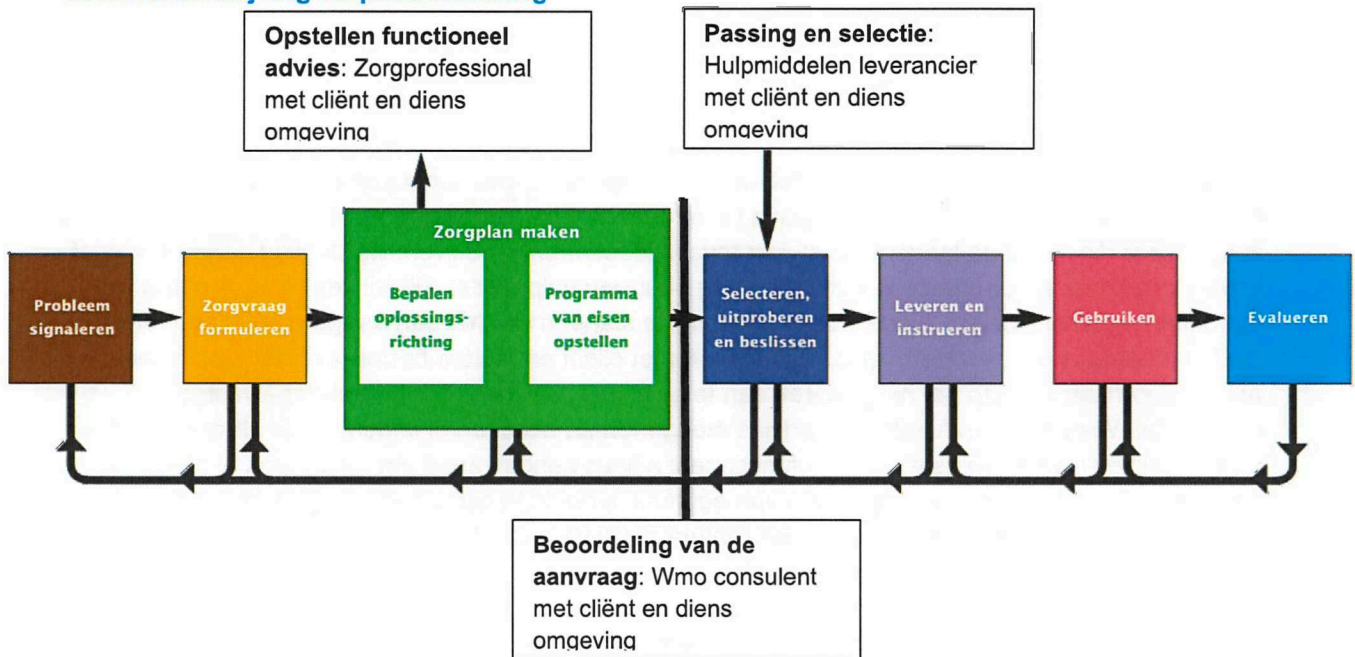 Opstellen functioneel
advies: Zorgprofessional
met cliënt en diens
omgeving
Passing en selectie:
Hulpmiddelen leverancier
met cliënt en diens
omgeving
Zorgplan maken
Probleem
signaleren
Zorgvraag
formuleren
Bepalen
oplossings-
richting
Programma
van eisen
opstellen
Selecteren,
uitproberen
en beslissen
Leveren en
instrueren
Gebruiken
Evalueren
Beoordeling van de
aanvraag: Wmo consulent
met cliënt en diens
omgeving